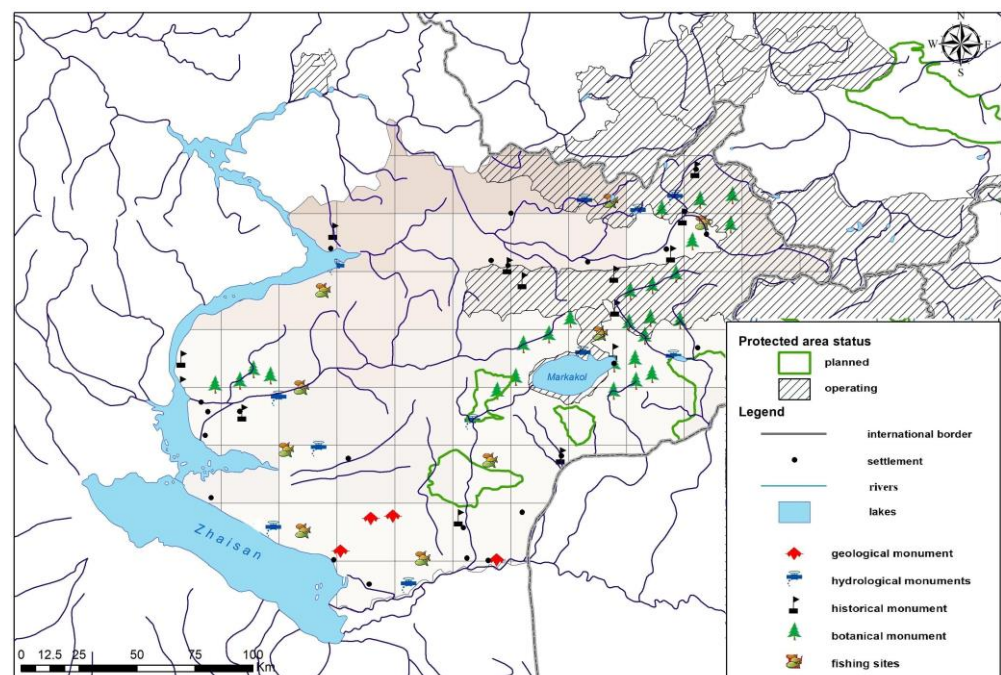 N
W E
S
Markakol
Zhaisan
0 12.5 25 50 75 100
Km
Protected area status
planned
operating
Legend
international border
settlement
rivers
lakes
geological monument
hydrological monuments
historical monument
botanical monument
fishing sites